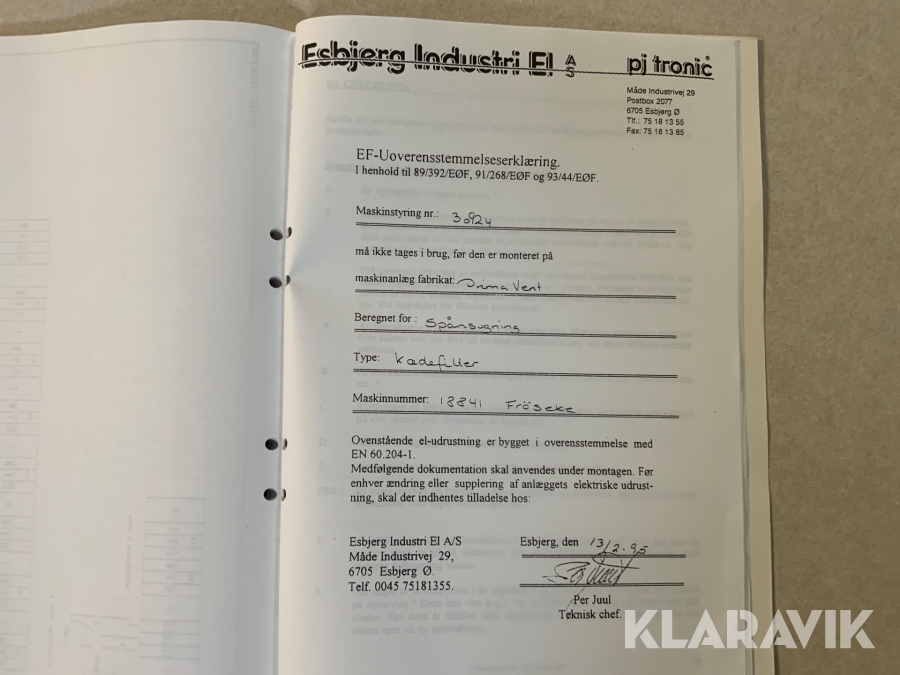 Esbjerg Industri El A/S
pj tronic
Måde Industrivej 29
Postbox 2077
6705 Esbjerg Ø
Tlf.: 75 18 13 55
Fax: 75 18 13 85
EF-Uoverensstemmelseserklæring.
I henhold til 89/392/EØF, 91/268/EØF og 93/44/EØF.
Maskinstyring nr.: 30924
må ikke tages i brug, før den er monteret på
maskinanlæg fabrikat: Prima Vent
Beregnet for : Spånsugning
Type: Kædefilter
Maskinnummer: 18841 Fröseke
Ovenstående el-udrustning er bygget i overensstemmelse med
EN 60.204-1.
Medfølgende dokumentation skal anvendes under montagen. Før
enhver ændring eller supplering af anlæggets elektriske udrust-
ning, skal der indhentes tilladelse hos:
Esbjerg Industri El A/S
Måde Industrivej 29,
6705 Esbjerg Ø.
Telf. 0045 75181355.
Esbjerg, den 13/2-95
Per Juul
Teknisk chef.
KLARAVIK